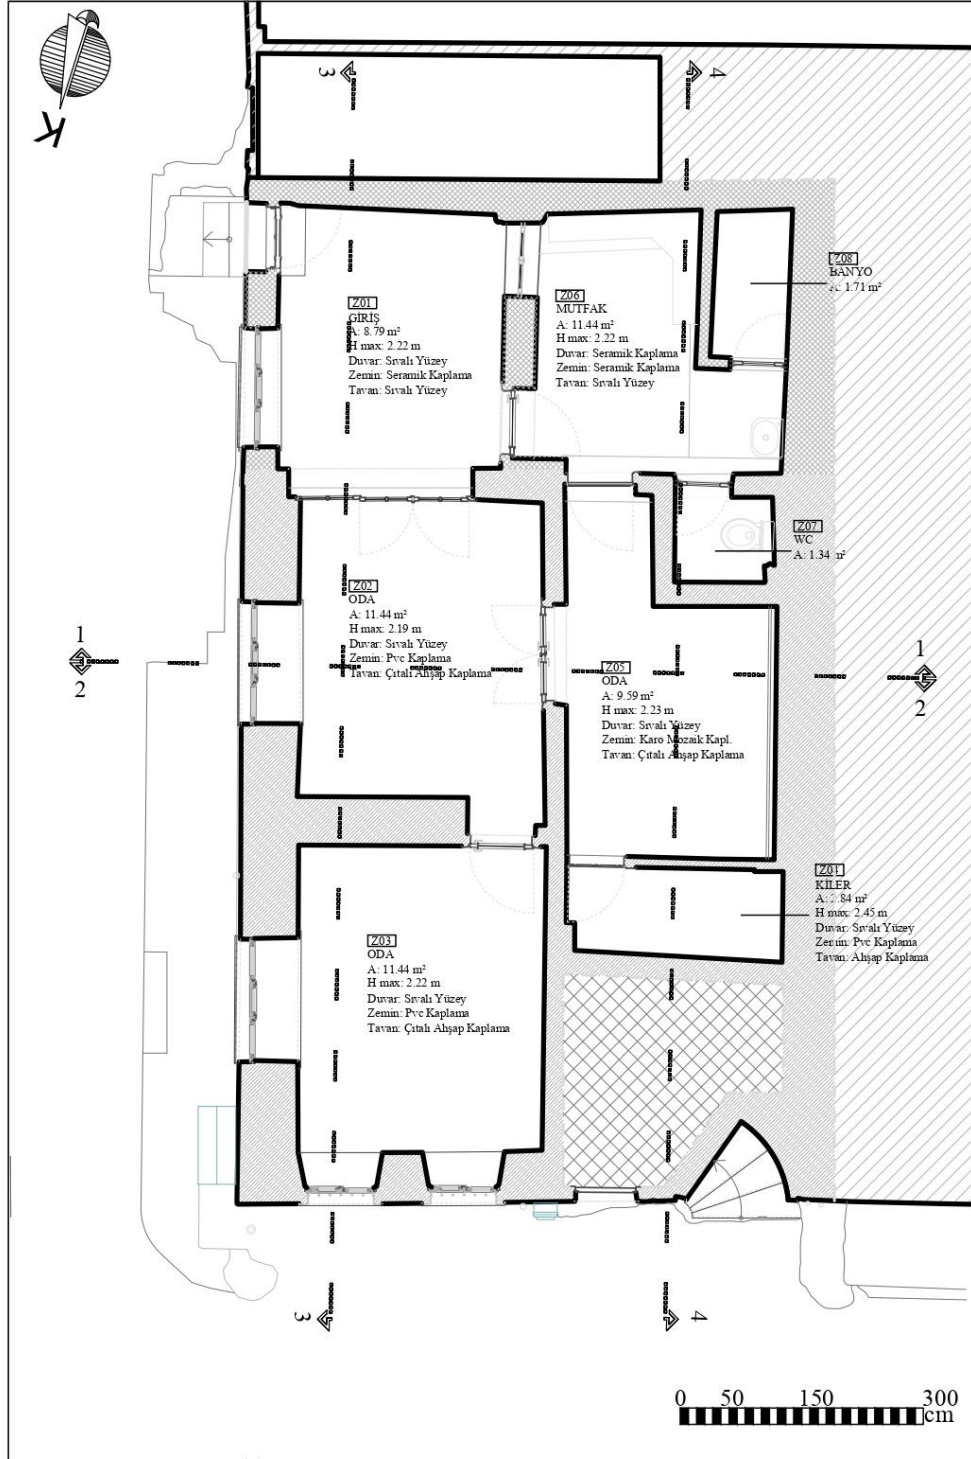 3
4
K
Z08
BANYO
A: 1.71 m²
Z01
GİRİŞ
A: 8.79 m²
H max: 2.22 m
Duvar: Sıvalı Yüzey
Zemin: Seramik Kaplama
Tavan: Sıvalı Yüzey
Z06
MUTFAK
A: 11.44 m²
H max: 2.22 m
Duvar: Seramik Kaplama
Zemin: Seramik Kaplama
Tavan: Sıvalı Yüzey
Z07
WC
A: 1.34 m²
Z02
ODA
A: 11.44 m²
H max: 2.19 m
Duvar: Sıvalı Yüzey
Zemin: Pvc Kaplama
Tavan: Çıtalı Ahşap Kaplama
1
2
1
2
Z05
ODA
A: 9.59 m²
H max: 2.23 m
Duvar: Sıvalı Yüzey
Zemin: Karo Mozaik Kapl.
Tavan: Çıtalı Ahşap Kaplama
KİLER
H max: 2.45 m
Duvar: Sıvalı Yüzey
Zemin: Pvc Kaplama
Tavan: Ahşap Kaplama
Z03
ODA
A: 11.44 m²
H max: 2.22 m
Duvar: Sıvalı Yüzey
Zemin: Pvc Kaplama
Tavan: Çıtalı Ahşap Kaplama
3
4
0 50 150 300
cm